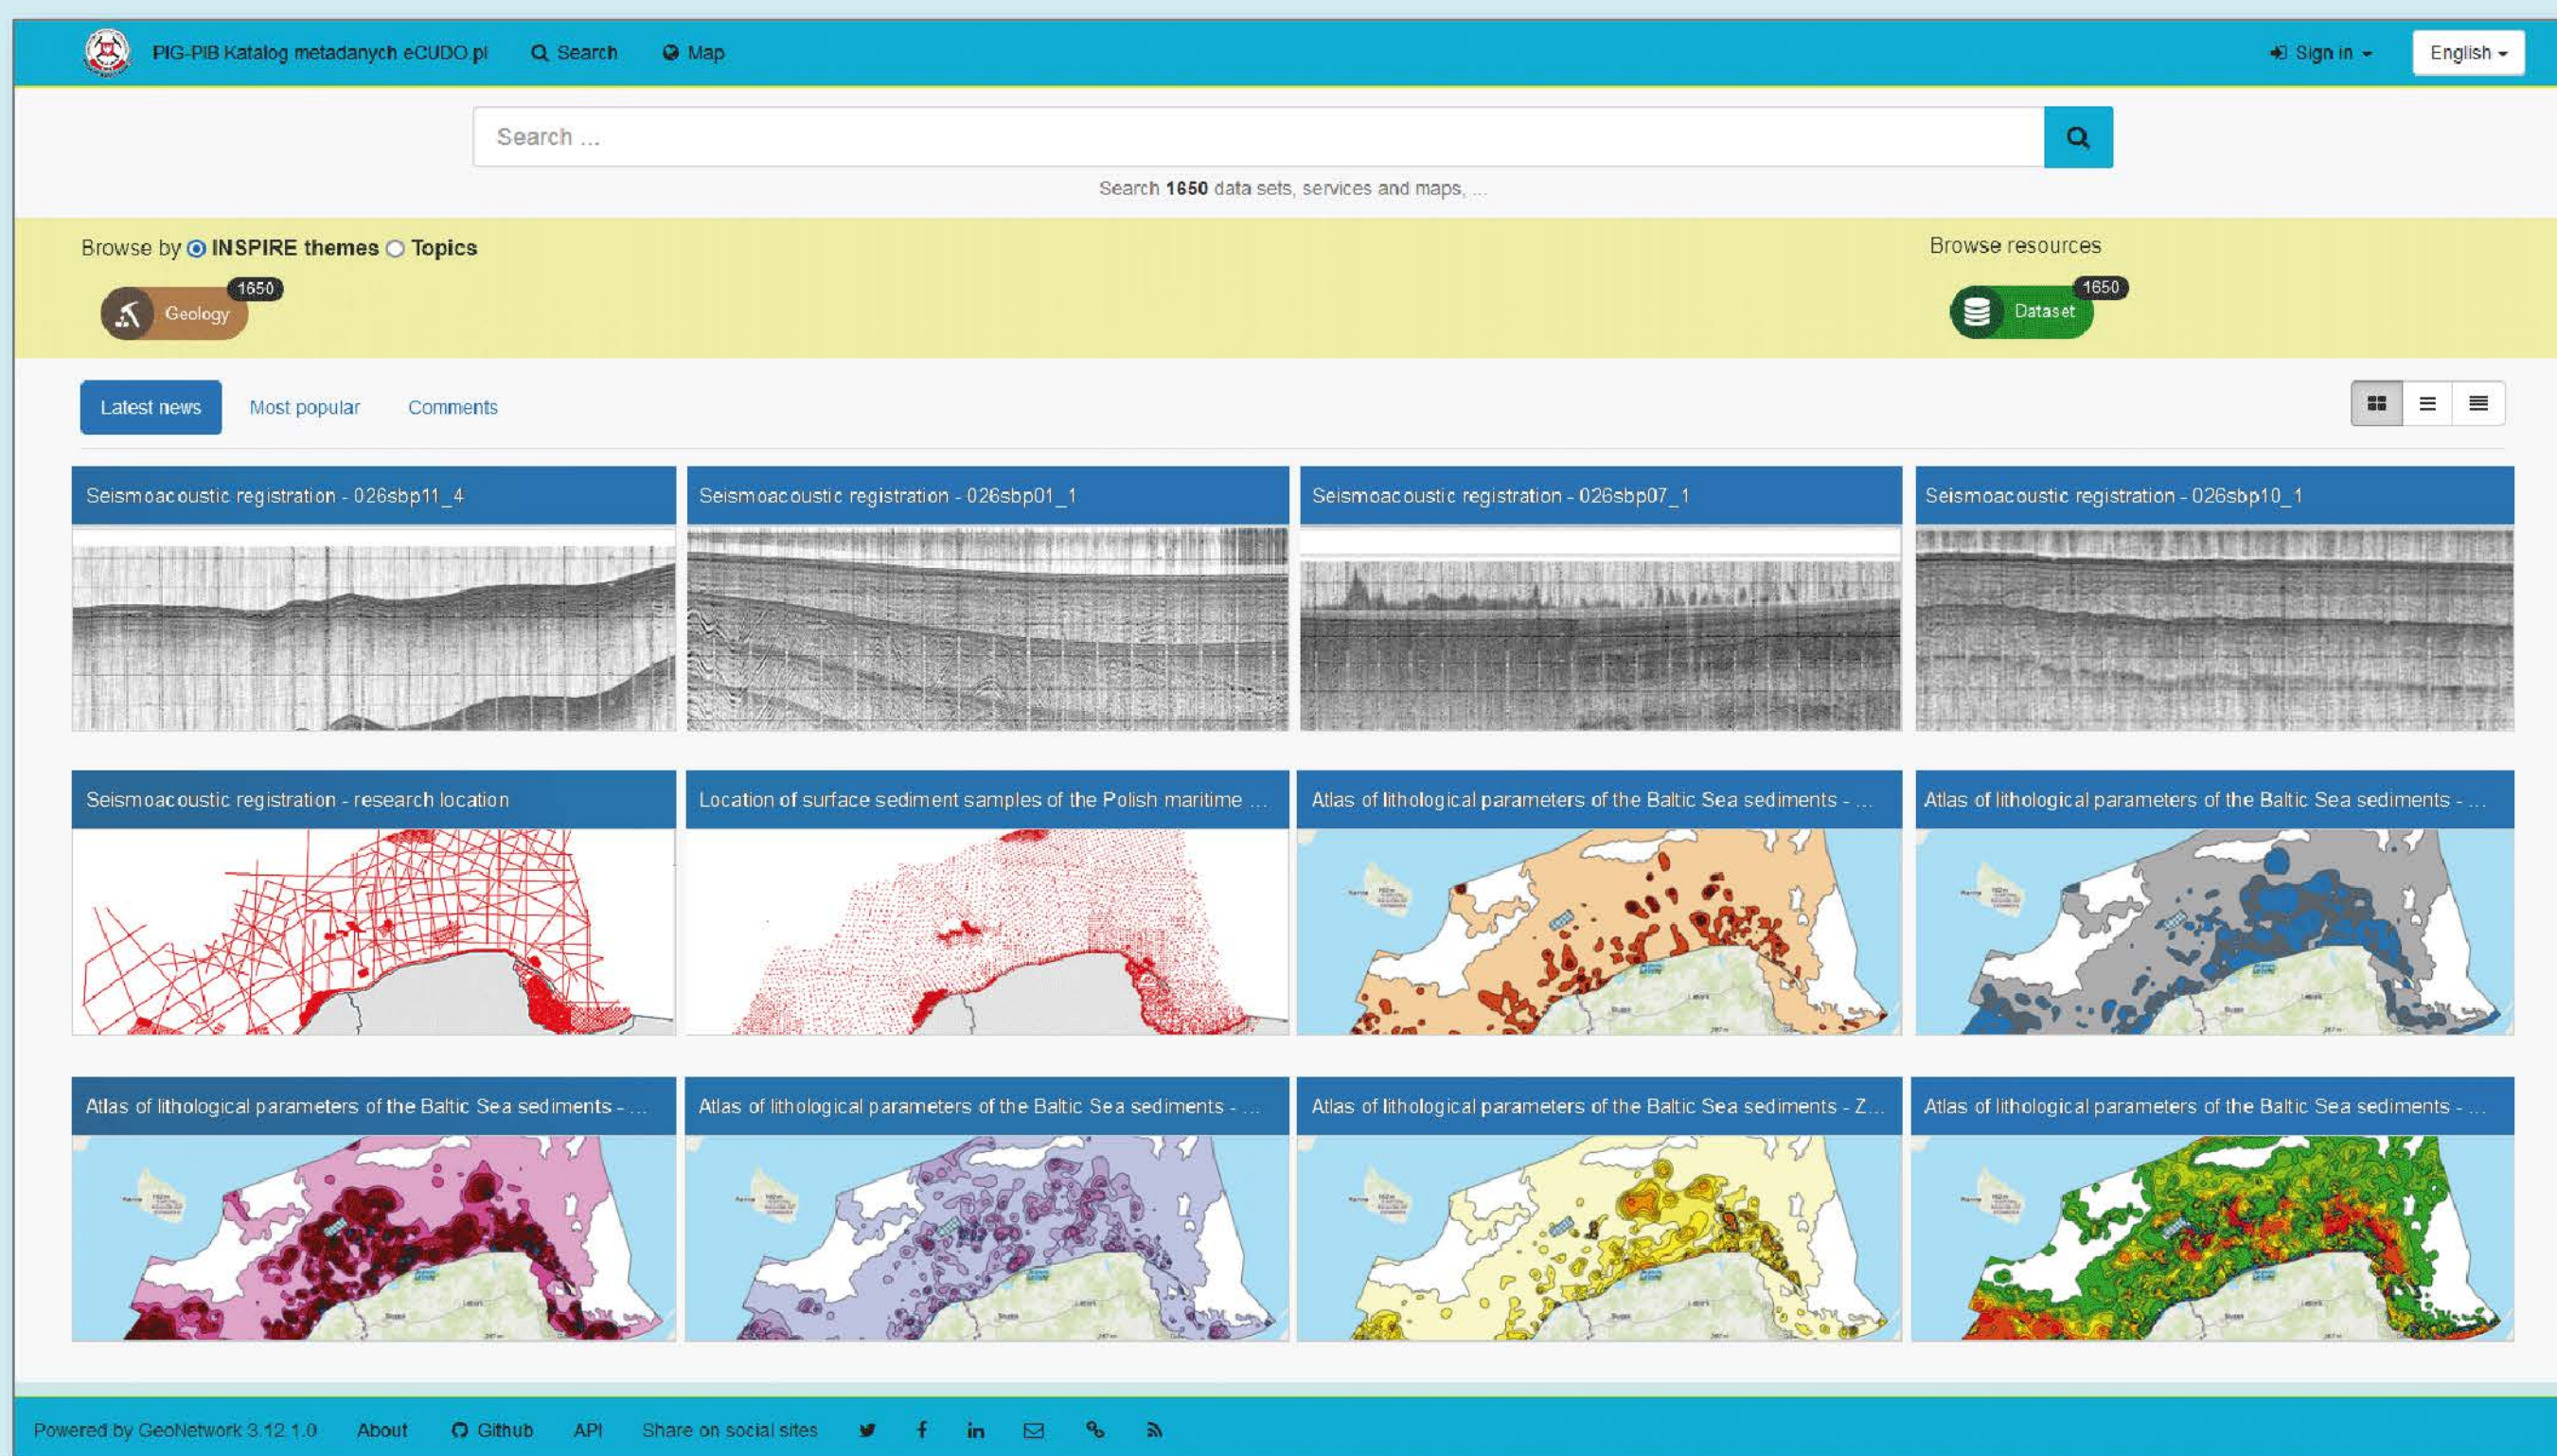 PIG-PIB Katalog metadanych eCUDO.pl Search Map Sign in English
Search ...
Search 1650 data sets, services and maps, ...
Browse by INSPIRE themes Topics
Browse resources
1650
Geology
1650
Dataset
Latest news Most popular Comments
Seismoacoustic registration - 026sbp11_4
Seismoacoustic registration - 026sbp01_1
Seismoacoustic registration - 026sbp07_1
Seismoacoustic registration - 026sbp10_1
Seismoacoustic registration - research location
Location of surface sediment samples of the Polish maritime ...
Atlas of lithological parameters of the Baltic Sea sediments - ...
Atlas of lithological parameters of the Baltic Sea sediments - ...
Atlas of lithological parameters of the Baltic Sea sediments - ...
Atlas of lithological parameters of the Baltic Sea sediments - ...
Atlas of lithological parameters of the Baltic Sea sediments - Z...
Atlas of lithological parameters of the Baltic Sea sediments - ...
Powered by GeoNetwork 3.12.1.0 About Github API Share on social sites